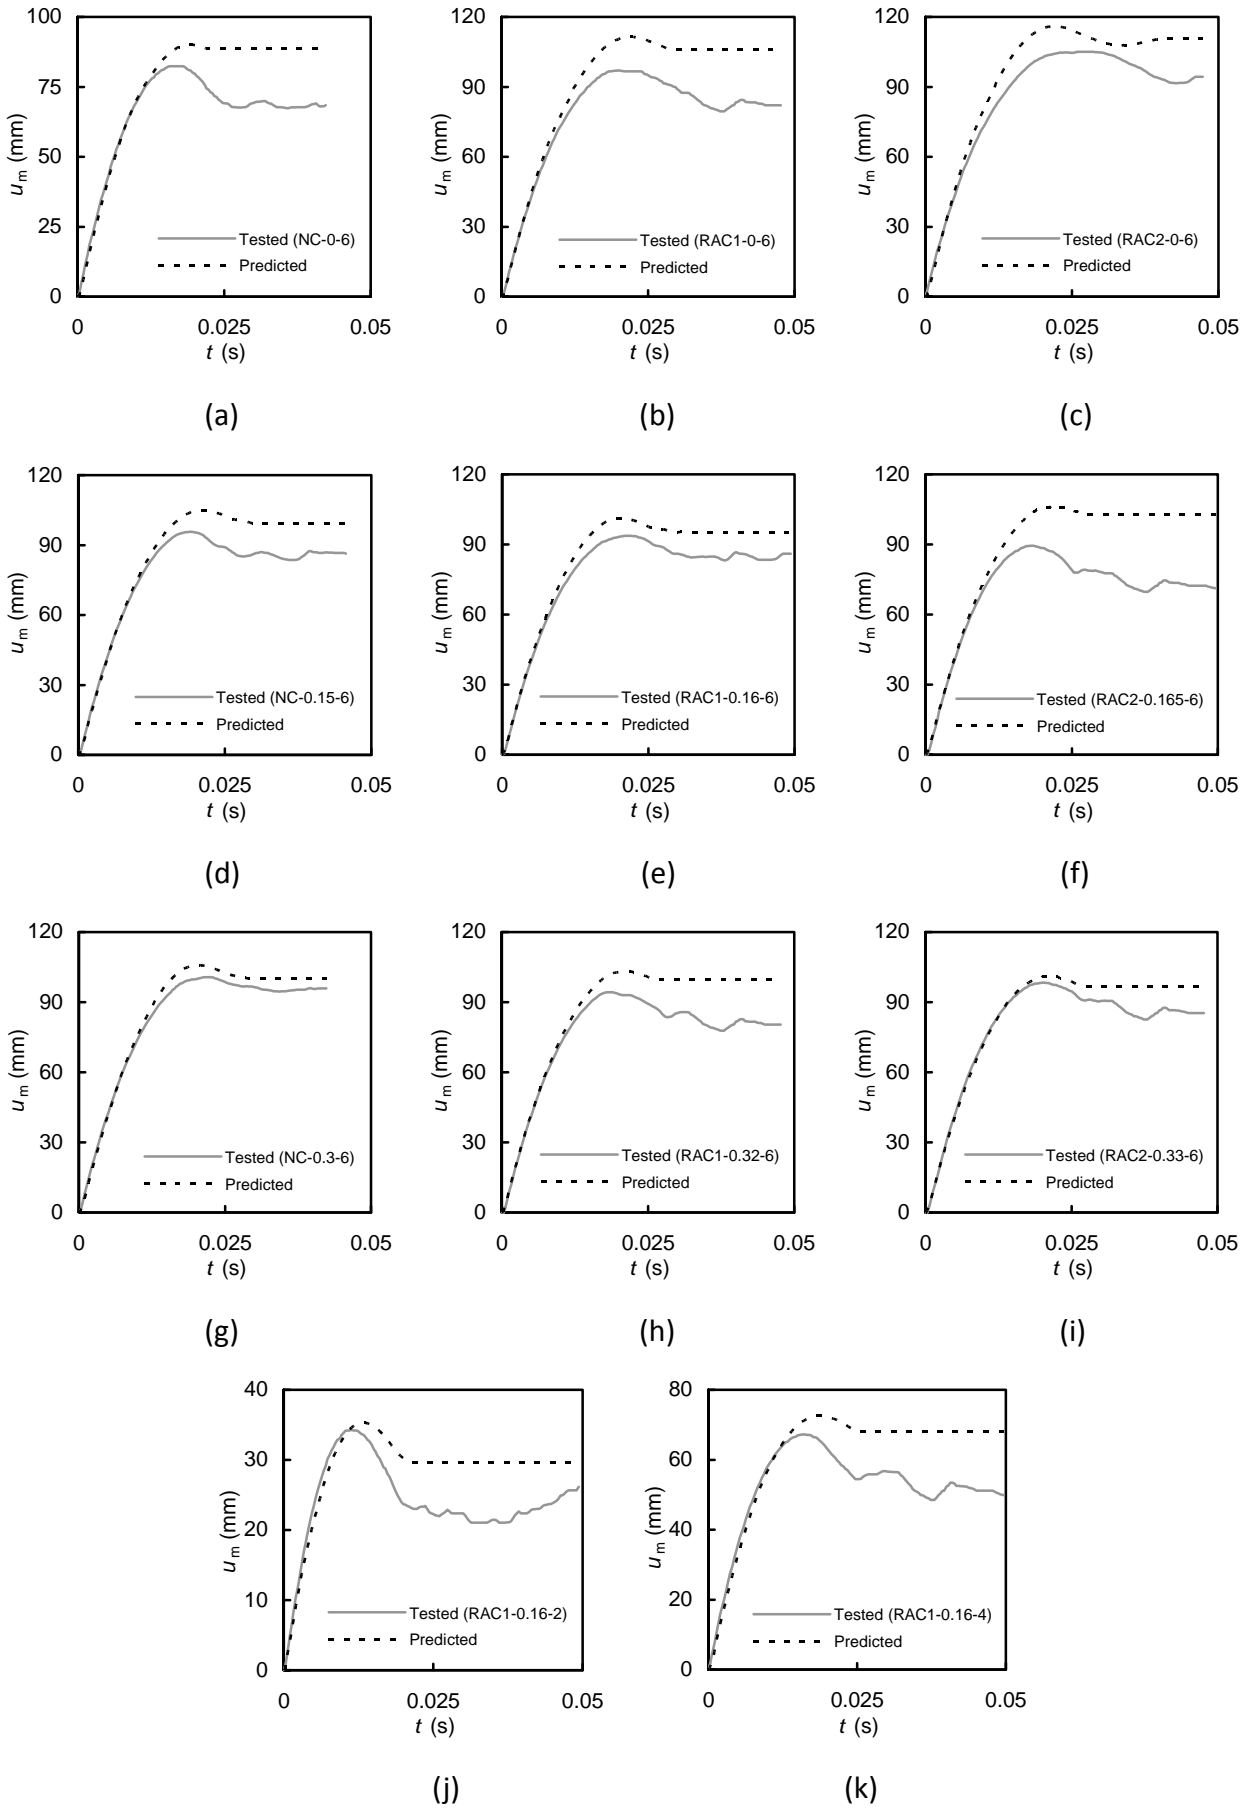 100
75
50
25
0
u_m (mm)
Tested (NC-0-6)
Predicted
0 0.025 0.05
t (s)
(a)
120
90
60
30
0
u_m (mm)
Tested (RAC1-0-6)
Predicted
0 0.025 0.05
t (s)
(b)
120
90
60
30
0
u_m (mm)
Tested (RAC2-0-6)
Predicted
0 0.025 0.05
t (s)
(c)
120
90
60
30
0
u_m (mm)
Tested (NC-0.15-6)
Predicted
0 0.025 0.05
t (s)
(d)
120
90
60
30
0
u_m (mm)
Tested (RAC1-0.16-6)
Predicted
0 0.025 0.05
t (s)
(e)
120
90
60
30
0
u_m (mm)
Tested (RAC2-0.165-6)
Predicted
0 0.025 0.05
t (s)
(f)
120
90
60
30
0
u_m (mm)
Tested (NC-0.3-6)
Predicted
0 0.025 0.05
t (s)
(g)
120
90
60
30
0
u_m (mm)
Tested (RAC1-0.32-6)
Predicted
0 0.025 0.05
t (s)
(h)
120
90
60
30
0
u_m (mm)
Tested (RAC2-0.33-6)
Predicted
0 0.025 0.05
t (s)
(i)
40
30
20
10
0
u_m (mm)
Tested (RAC1-0.16-2)
Predicted
0 0.025 0.05
t (s)
(j)
80
60
40
20
0
u_m (mm)
Tested (RAC1-0.16-4)
Predicted
0 0.025 0.05
t (s)
(k)